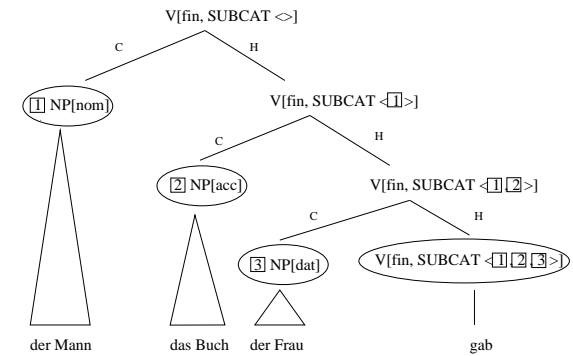 V[fin, SUBCAT <>]
C H
1 NP[nom] V[fin, SUBCAT <1>]
C H
2 NP[acc] V[fin, SUBCAT <1,2>]
C H
3 NP[dat] V[fin, SUBCAT <1,2,3>]
der Mann das Buch der Frau gab